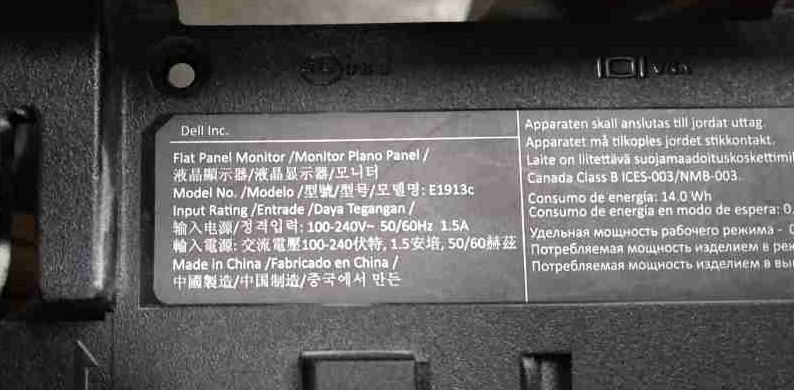 VGA
Dell Inc.
Flat Panel Monitor /Monitor Plano Panel /
液晶顯示器/液晶显示器/모니터
Model No. /Modelo /型號/型号/모델명: E1913c
Input Rating /Entrade /Daya Tegangan /
输入电源/정격입력: 100-240V~ 50/60Hz 1.5A
輸入電源: 交流電壓100-240伏特, 1.5安培, 50/60赫茲
Made in China /Fabricado en China /
中國製造/中国制造/중국에서 만든
Apparaten skall anslutas till jordat uttag.
Apparatet må tilkoples jordet stikkontakt.
Laite on liitettävä suojamaadoituskoskettimil
Canada Class B ICES-003/NMB-003.
Consumo de energía: 14.0 Wh
Consumo de energía en modo de espera: 0.
Удельная мощность рабочего режима -
Потребляемая мощность изделием в реж
Потребляемая мощность изделием в вы